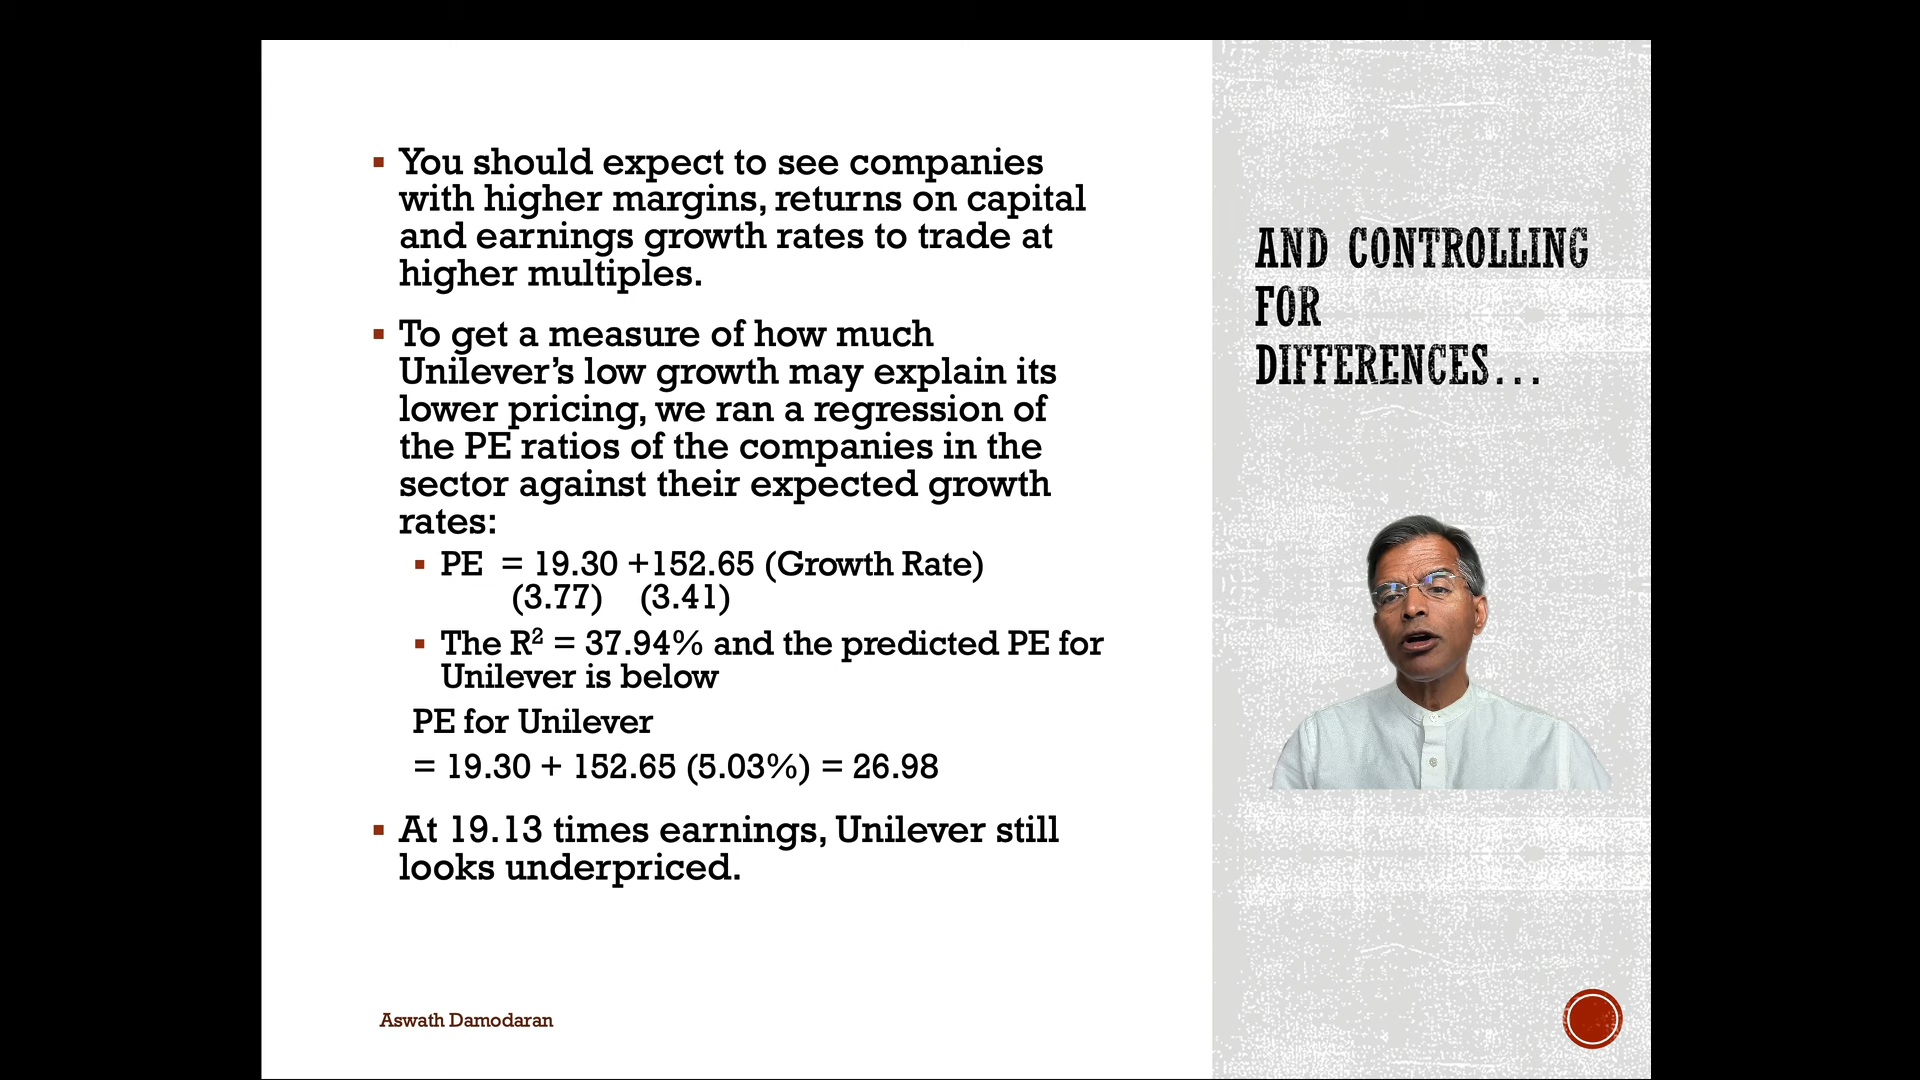 ▪ You should expect to see companies
with higher margins, returns on capital
and earnings growth rates to trade at
higher multiples.
▪ To get a measure of how much
Unilever’s low growth may explain its
lower pricing, we ran a regression of
the PE ratios of the companies in the
sector against their expected growth
rates:
▪ PE = 19.30 +152.65 (Growth Rate)
(3.77) (3.41)
▪ The R² = 37.94% and the predicted PE for
Unilever is below
PE for Unilever
= 19.30 + 152.65 (5.03%) = 26.98
▪ At 19.13 times earnings, Unilever still
looks underpriced.
Aswath Damodaran
AND CONTROLLING
FOR
DIFFERENCES…